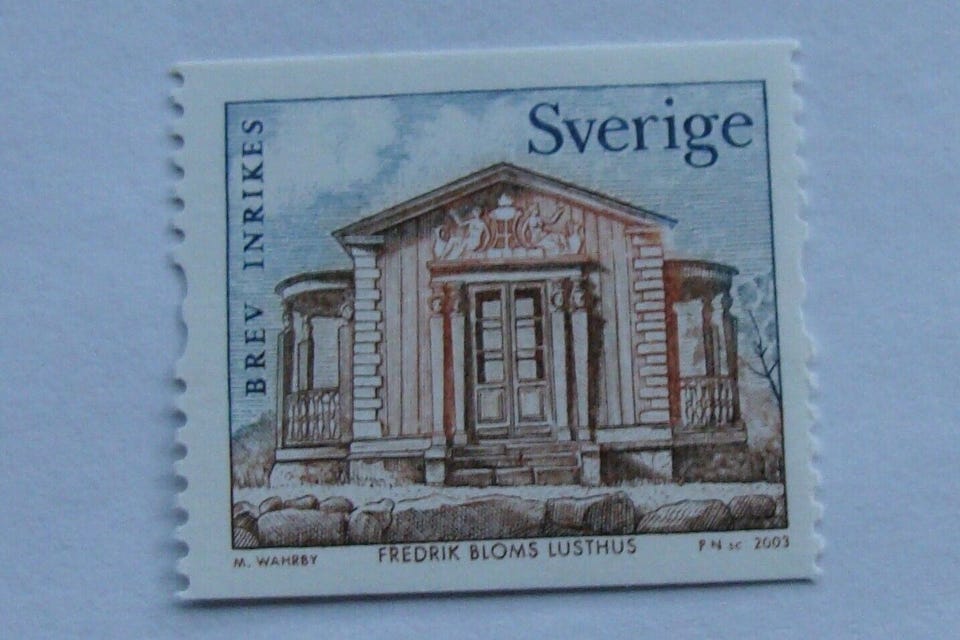 Sverige
BREV INRIKES
M. WAHRBY
FREDRIK BLOMS LUSTHUS
P N sc 2003